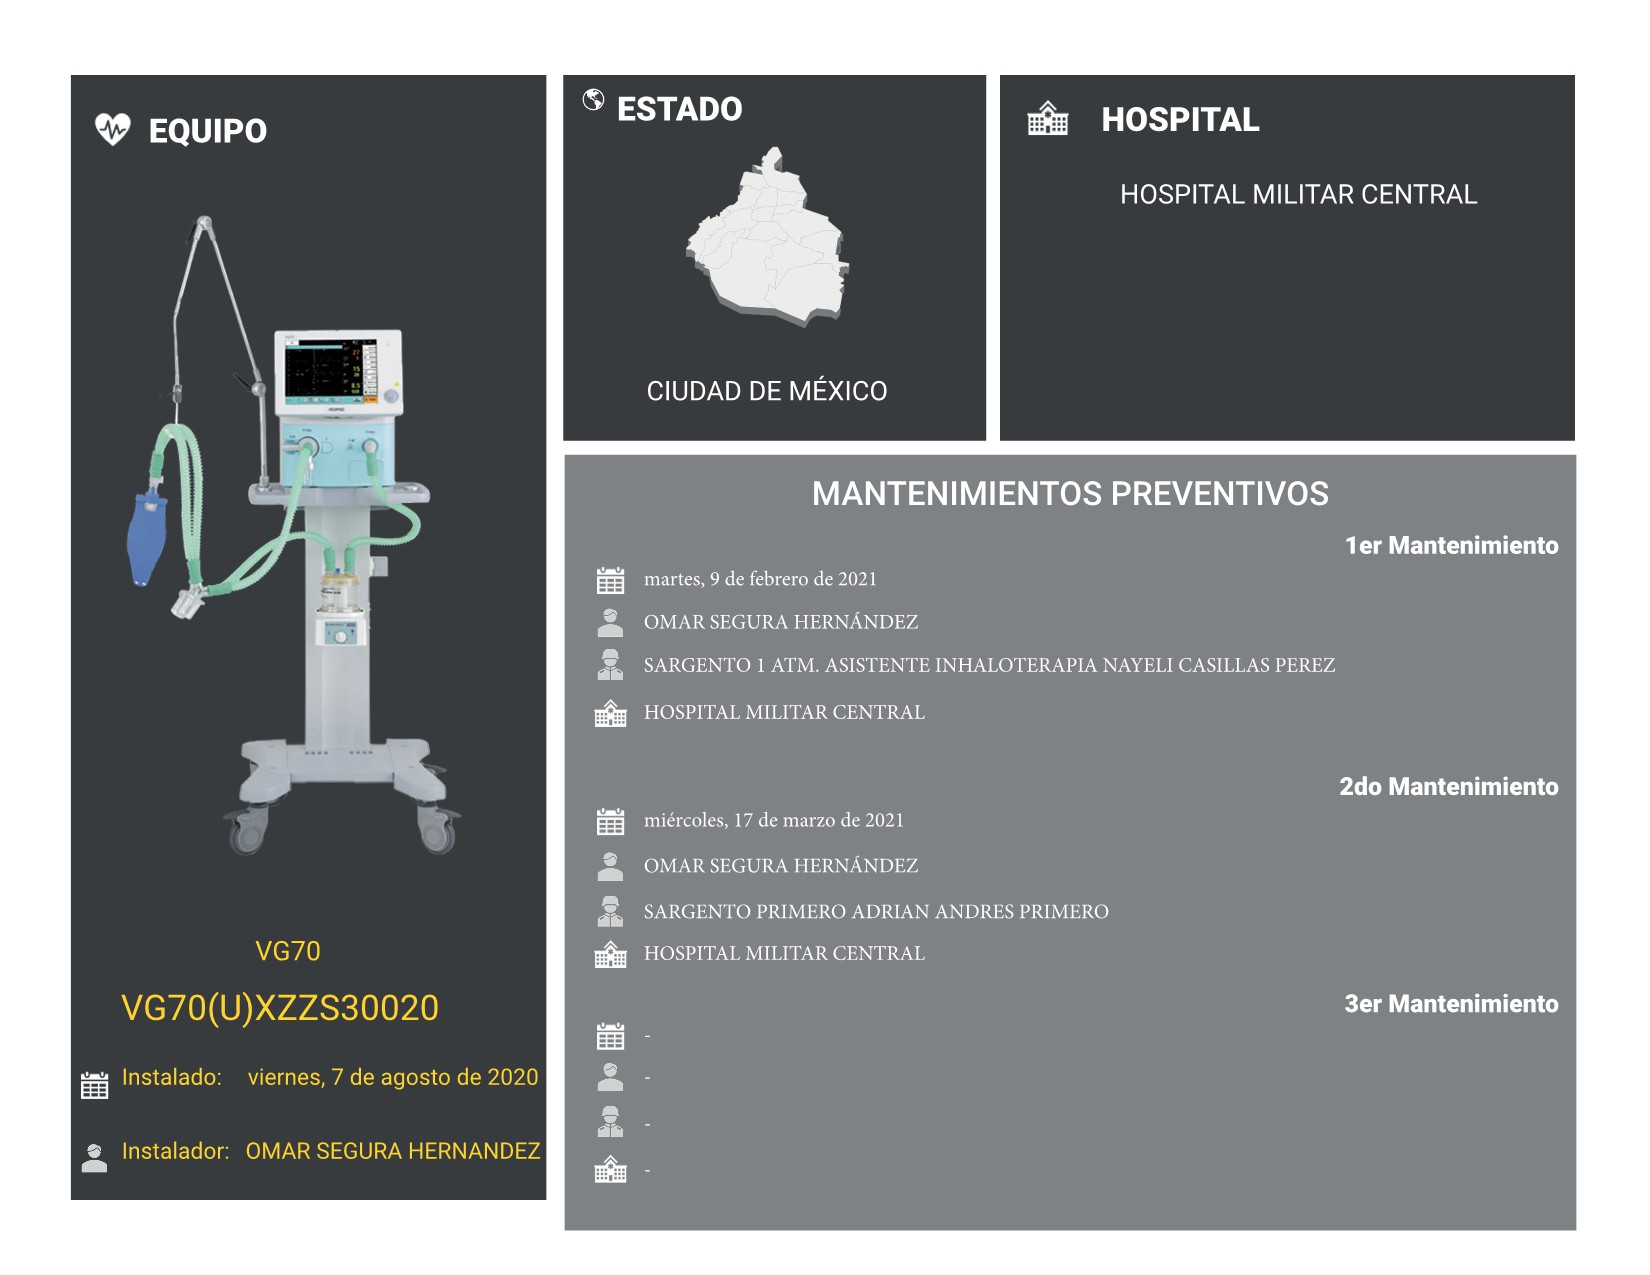 EQUIPO
VG70
VG70(U)XZZS30020
Instalado: viernes, 7 de agosto de 2020
Instalador: OMAR SEGURA HERNANDEZ
ESTADO
CIUDAD DE MÉXICO
HOSPITAL
HOSPITAL MILITAR CENTRAL
MANTENIMIENTOS PREVENTIVOS
1er Mantenimiento
martes, 9 de febrero de 2021
OMAR SEGURA HERNÁNDEZ
SARGENTO 1 ATM. ASISTENTE INHALOTERAPIA NAYELI CASILLAS PEREZ
HOSPITAL MILITAR CENTRAL
2do Mantenimiento
miércoles, 17 de marzo de 2021
OMAR SEGURA HERNÁNDEZ
SARGENTO PRIMERO ADRIAN ANDRES PRIMERO
HOSPITAL MILITAR CENTRAL
3er Mantenimiento
-
-
-
-